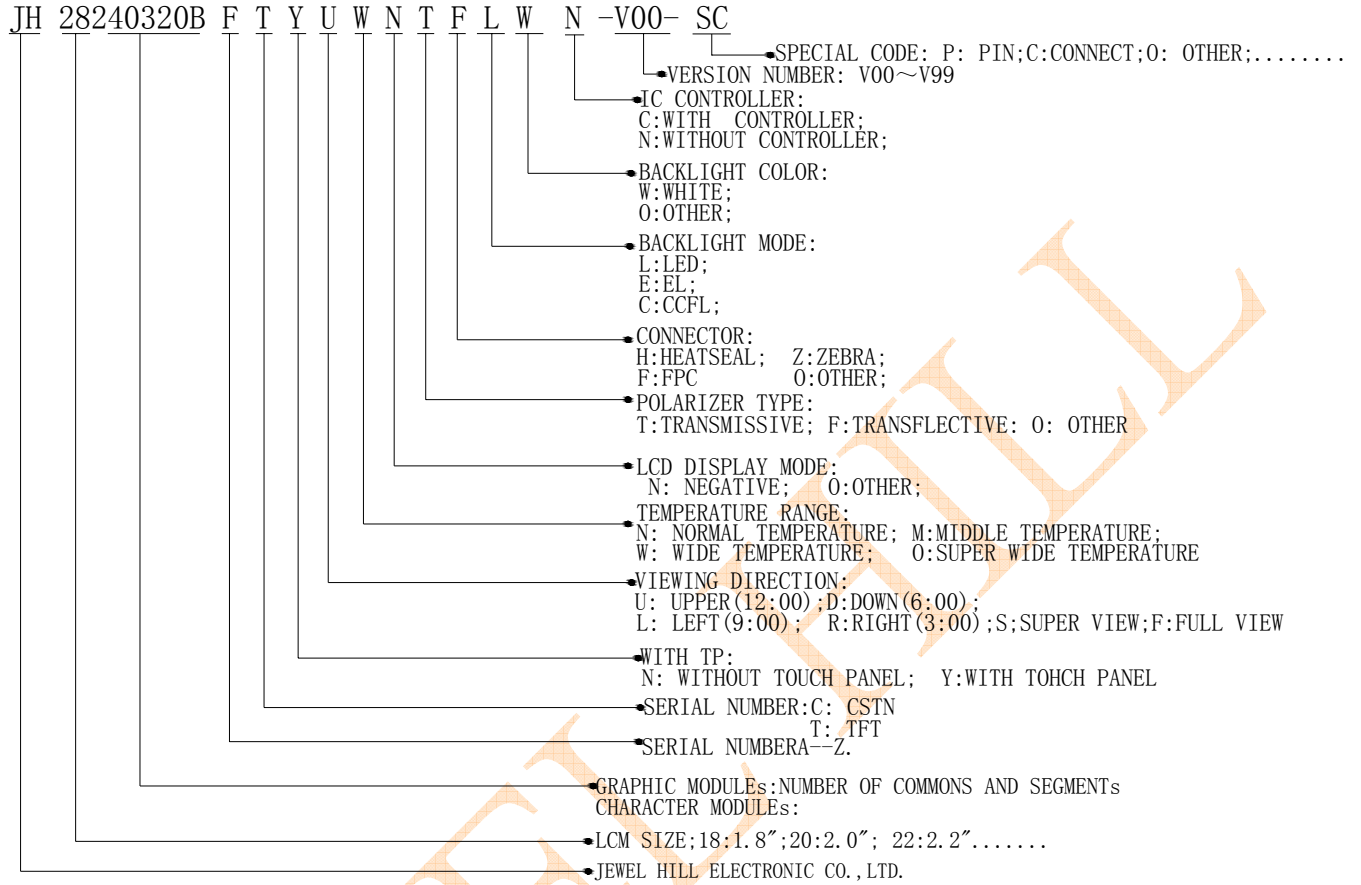 JH 28240320B F T Y U W N T F L W N -V00- SC
SPECIAL CODE: P: PIN;C:CONNECT;O: OTHER;........
VERSION NUMBER: V00～V99
IC CONTROLLER:
C:WITH CONTROLLER;
N:WITHOUT CONTROLLER;
BACKLIGHT COLOR:
W:WHITE;
O:OTHER;
BACKLIGHT MODE:
L:LED;
E:EL;
C:CCFL;
CONNECTOR:
H:HEATSEAL; Z:ZEBRA;
F:FPC O:OTHER;
POLARIZER TYPE:
T:TRANSMISSIVE; F:TRANSFLECTIVE: O: OTHER
LCD DISPLAY MODE:
N: NEGATIVE; O:OTHER;
TEMPERATURE RANGE:
N: NORMAL TEMPERATURE; M:MIDDLE TEMPERATURE;
W: WIDE TEMPERATURE; O:SUPER WIDE TEMPERATURE
VIEWING DIRECTION:
U: UPPER(12:00);D:DOWN(6:00);
L: LEFT(9:00); R:RIGHT(3:00);S;SUPER VIEW;F:FULL VIEW
WITH TP:
N: WITHOUT TOUCH PANEL; Y:WITH TOHCH PANEL
SERIAL NUMBER:C: CSTN
T: TFT
SERIAL NUMBERA--Z.
GRAPHIC MODULEs:NUMBER OF COMMONS AND SEGMENTs
CHARACTER MODULEs:
LCM SIZE;18:1.8″;20:2.0″; 22:2.2″.......
JEWEL HILL ELECTRONIC CO.,LTD.
EL HILL